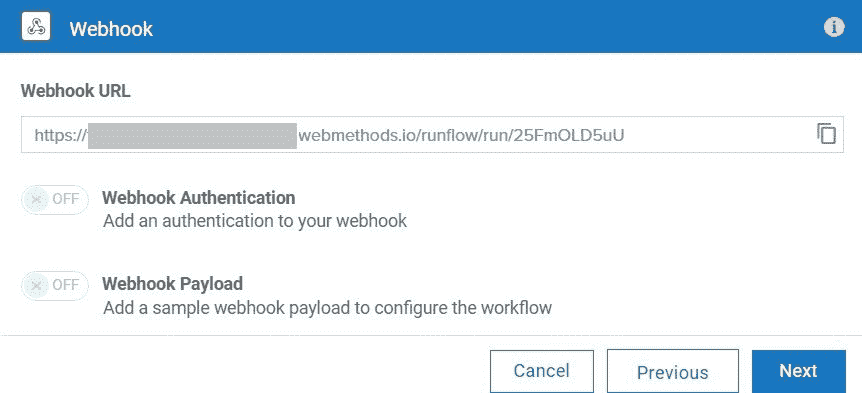 Webhook
Webhook URL
https:// webmethods.io/runflow/run/25FmOLD5uU
OFF Webhook Authentication
Add an authentication to your webhook
OFF Webhook Payload
Add a sample webhook payload to configure the workflow
Cancel Previous Next